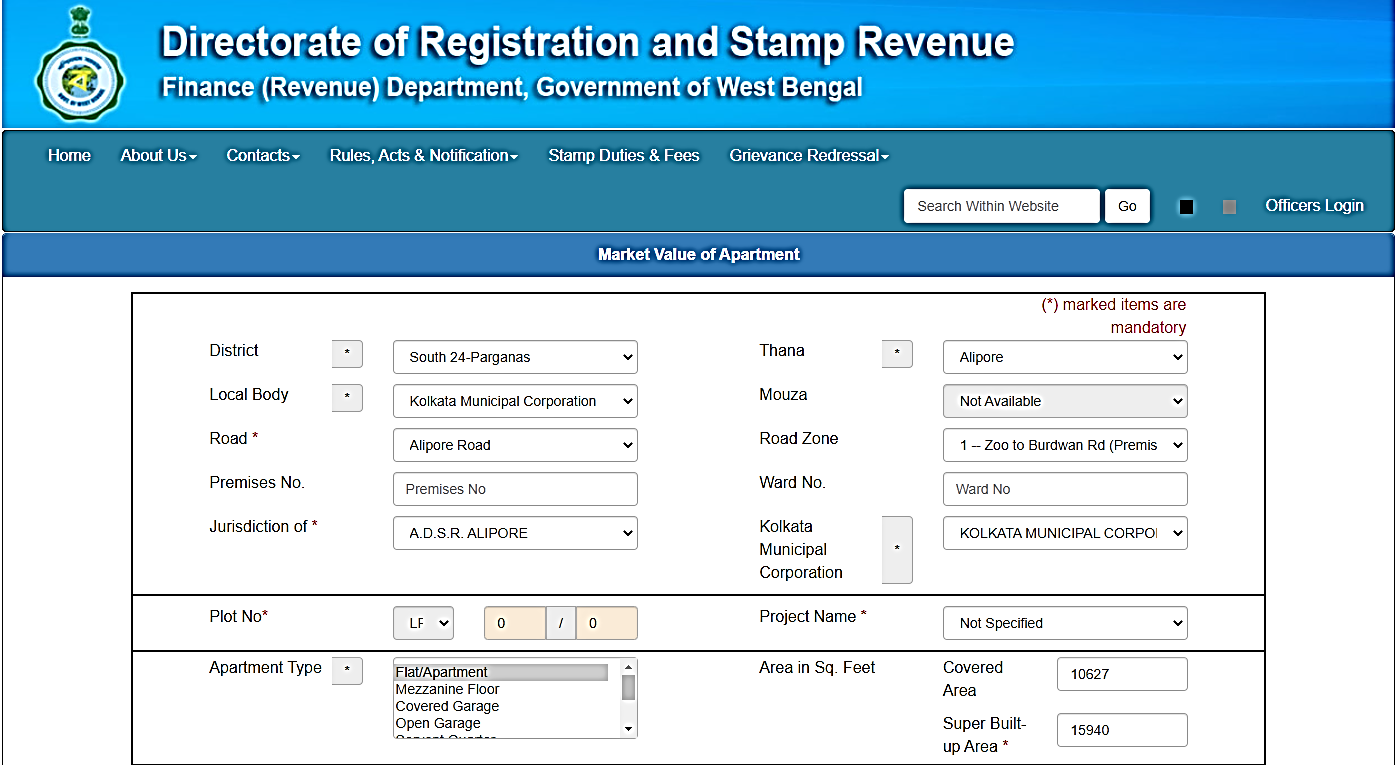 Directorate of Registration and Stamp Revenue
Finance (Revenue) Department, Government of West Bengal
Home About Us Contacts Rules, Acts & Notification Stamp Duties & Fees Grievance Redressal
Search Within Website Go Officers Login
Market Value of Apartment
(*) marked items are
mandatory
District * South 24-Parganas Thana * Alipore
Local Body * Kolkata Municipal Corporation Mouza Not Available
Road * Alipore Road Road Zone 1 -- Zoo to Burdwan Rd (Premis
Premises No. Premises No Ward No. Ward No
Jurisdiction of * A.D.S.R. ALIPORE Kolkata
Municipal
Corporation * KOLKATA MUNICIPAL CORPO
Plot No* LR 0 / 0 Project Name * Not Specified
Apartment Type * Flat/Apartment
Mezzanine Floor
Covered Garage
Open Garage
Area in Sq. Feet Covered
Area 10627
Super Built-
up Area * 15940